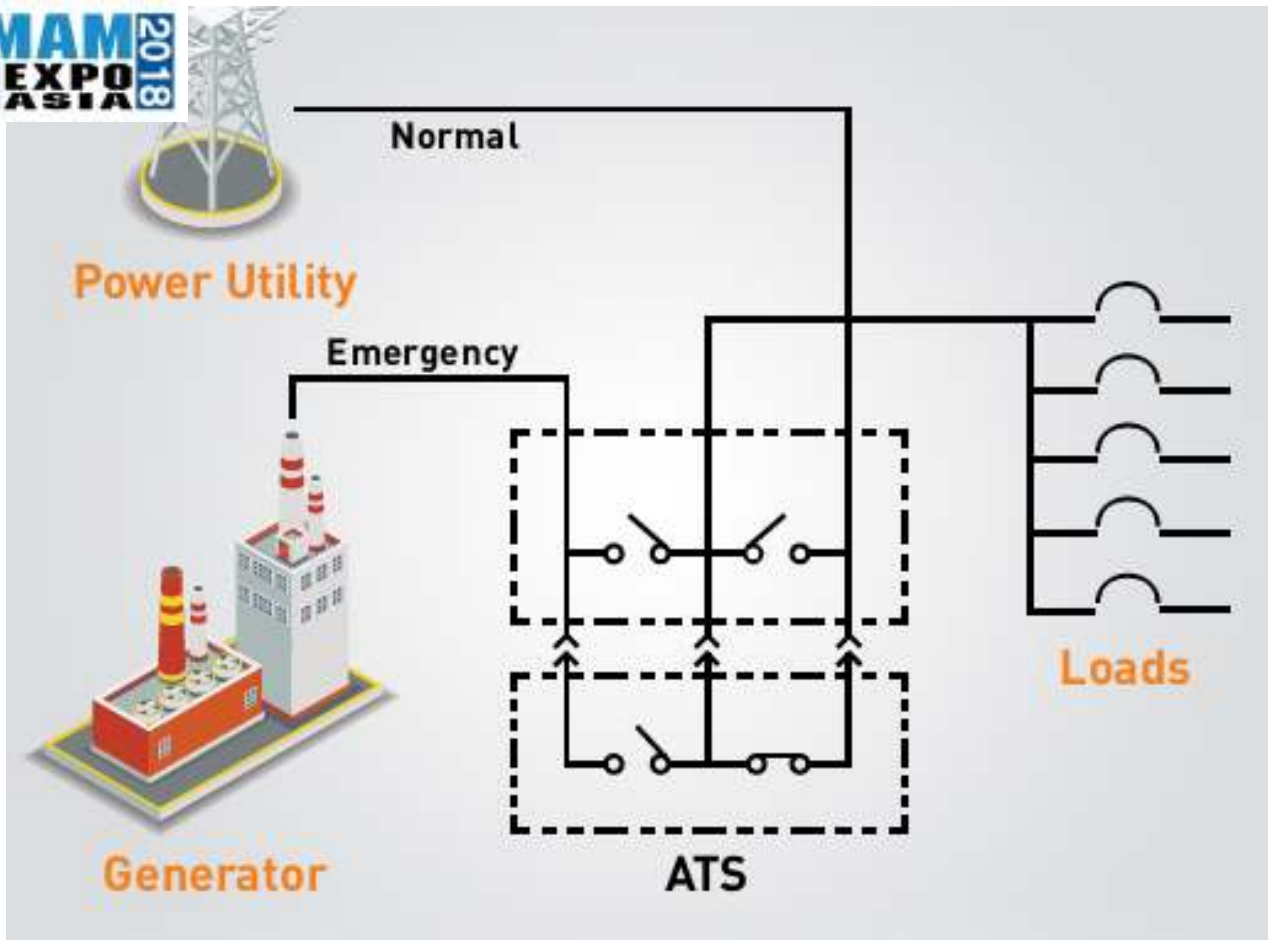 MAM
EXPO
ASIA
2018
Normal
Power Utility
Emergency
Loads
Generator
ATS